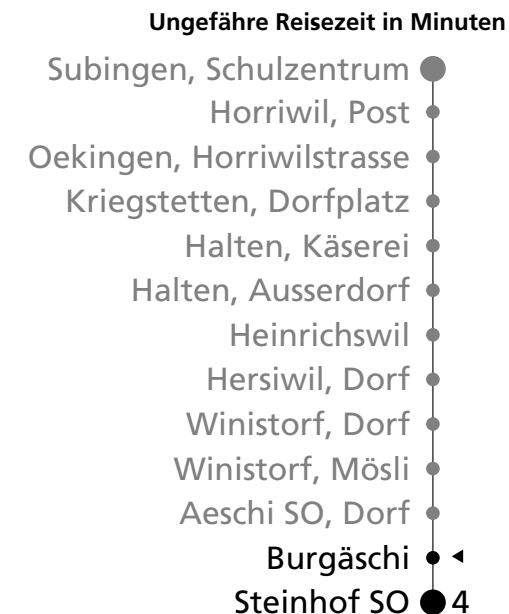 Ungefähre Reisezeit in Minuten
Subingen, Schulzentrum
Horriwil, Post
Oekingen, Horriwilstrasse
Kriegstetten, Dorfplatz
Halten, Käserei
Halten, Ausserdorf
Heinrichswil
Hersiwil, Dorf
Winistorf, Dorf
Winistorf, Mösli
Aeschi SO, Dorf
Burgäschi
Steinhof SO 4